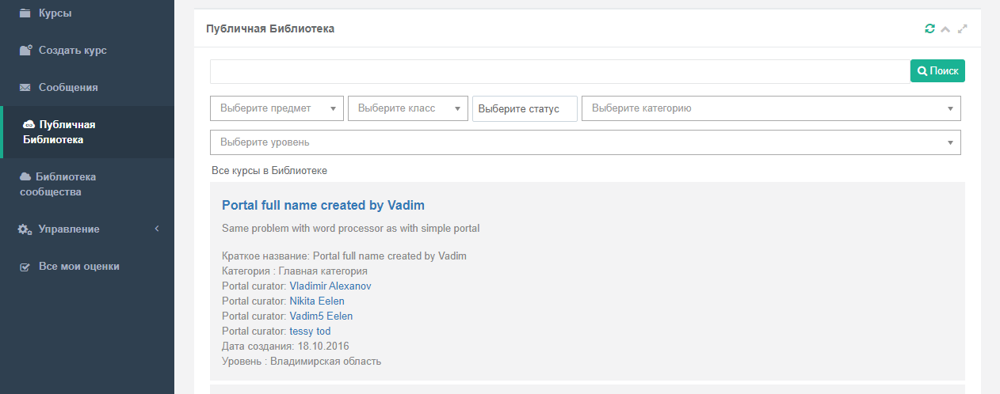 Курсы
Создать курс
Сообщения
Публичная
Библиотека
Библиотека
сообщества
Управление
Все мои оценки
Публичная Библиотека
Поиск
Выберите предмет
Выберите класс
Выберите статус
Выберите категорию
Выберите уровень
Все курсы в Библиотеке
Portal full name created by Vadim
Same problem with word processor as with simple portal
Краткое название: Portal full name created by Vadim
Категория : Главная категория
Portal curator: Vladimir Alexanov
Portal curator: Nikita Eelen
Portal curator: Vadim5 Eelen
Portal curator: tessy tod
Дата создания: 18.10.2016
Уровень : Владимирская область